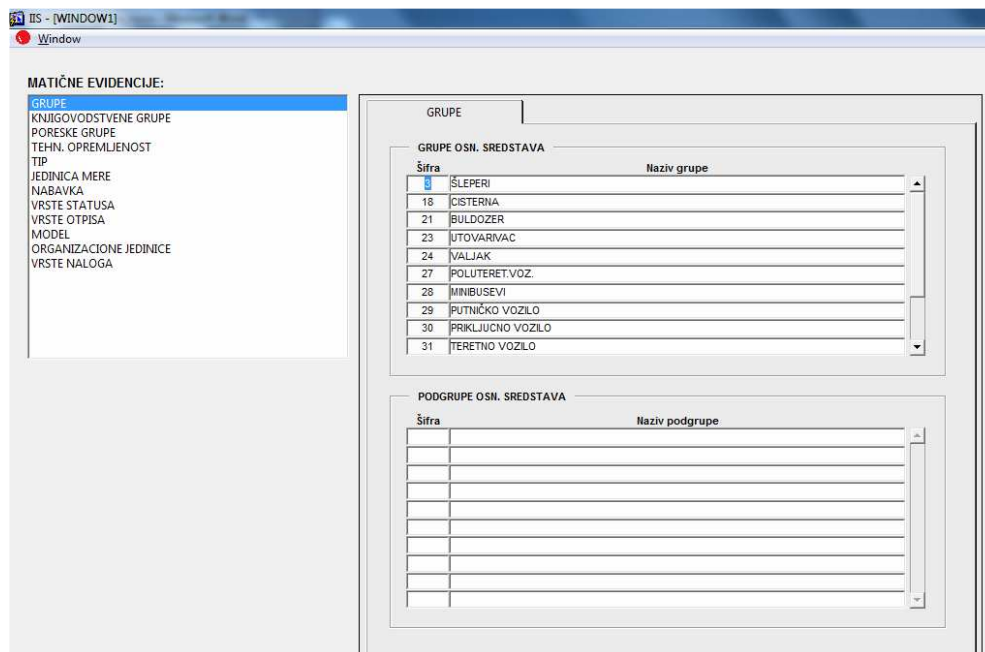 IIS - [WINDOW1]
Window
MATIČNE EVIDENCIJE:
GRUPE
KNJIGOVODSTVENE GRUPE
PORESKE GRUPE
TEHN. OPREMLJENOST
TIP
JEDINICA MERE
NABAVKA
VRSTE STATUSA
VRSTE OTPISA
MODEL
ORGANIZACIONE JEDINICE
VRSTE NALOGA
GRUPE
GRUPE OSN. SREDSTAVA
Šifra Naziv grupe
3 ŠLEPERI
18 CISTERNA
21 BULDOZER
23 UTOVARIVAC
24 VALJAK
27 POLUTERET.VOZ.
28 MINIBUSEVI
29 PUTNIČKO VOZILO
30 PRIKLJUCNO VOZILO
31 TERETNO VOZILO
PODGRUPE OSN. SREDSTAVA
Šifra Naziv podgrupe